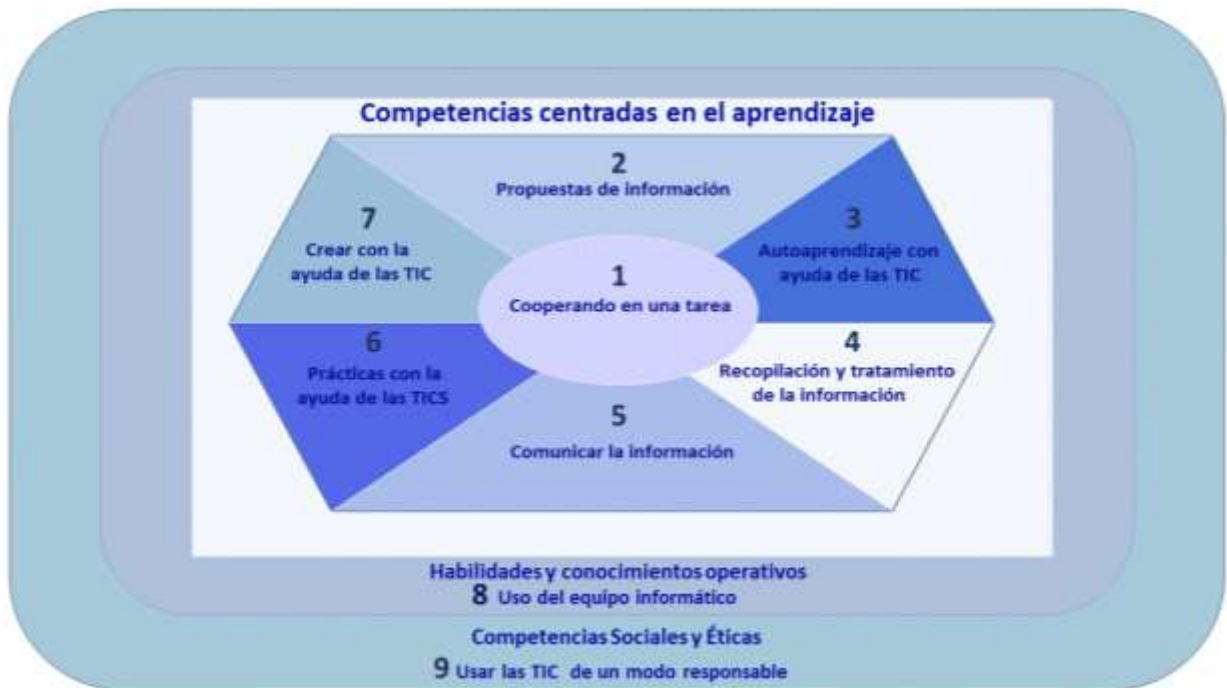 Competencias centradas en el aprendizaje
2
Propuestas de información
7
Crear con la
ayuda de las TIC
3
Autoaprendizaje con
ayuda de las TIC
1
Cooperando en una tarea
6
Prácticas con la
ayuda de las TICS
4
Recopilación y tratamiento
de la información
5
Comunicar la información
Habilidades y conocimientos operativos
8 Uso del equipo informático
Competencias Sociales y Éticas
9 Usar las TIC de un modo responsable